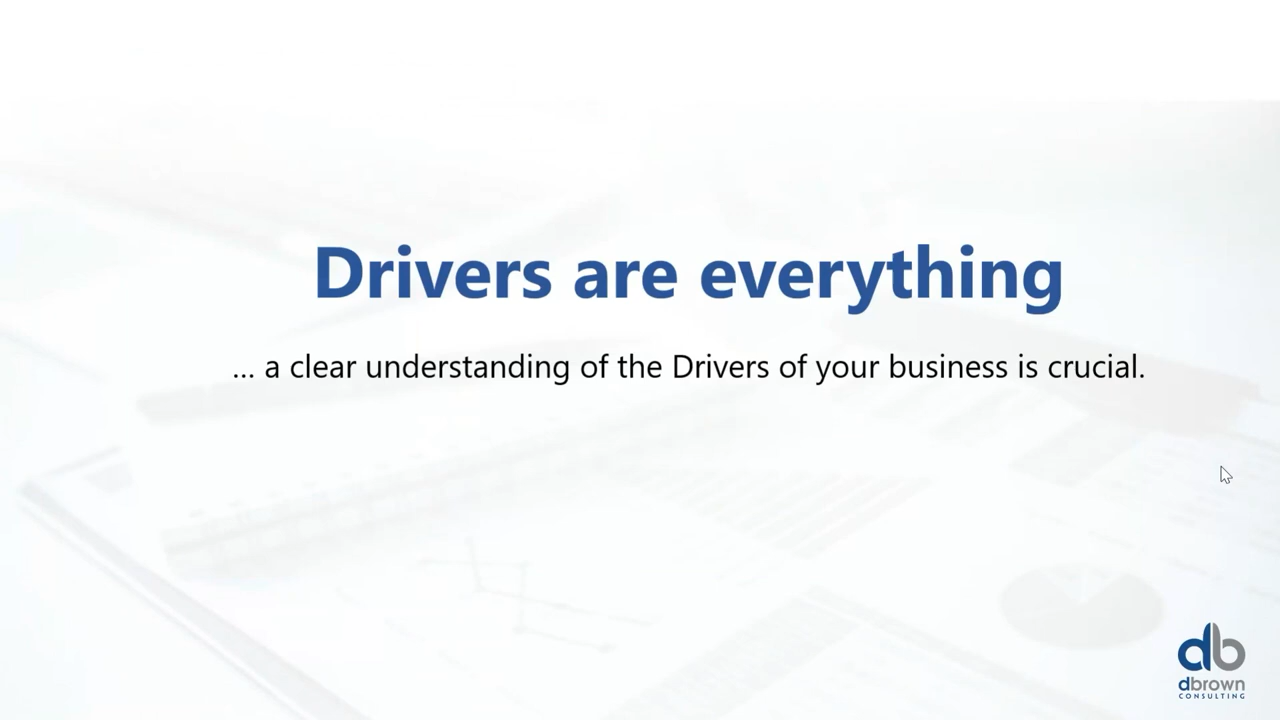 Drivers are everything
... a clear understanding of the Drivers of your business is crucial.
db
dbrown
CONSULTING